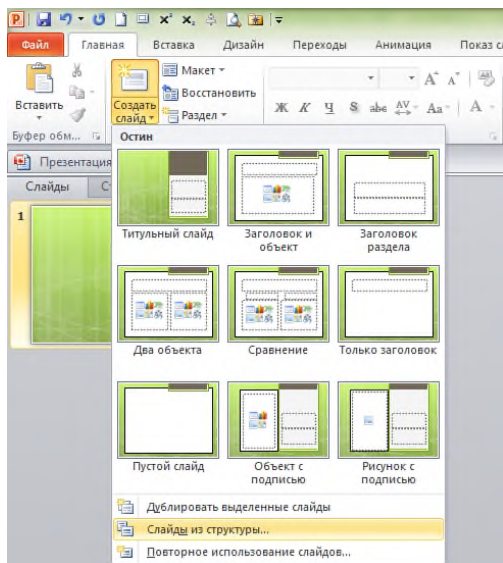 Файл Главная Вставка Дизайн Переходы Анимация Показ
Вставить
Создать слайд
Макет
Восстановить
Раздел
Ж К Ч S abc AV Aa A
Буфер обм...
Остин
Презентация
Слайды
1
Титульный слайд
Заголовок и объект
Заголовок раздела
Два объекта
Сравнение
Только заголовок
Пустой слайд
Объект с подписью
Рисунок с подписью
Дублировать выделенные слайды
Слайды из структуры...
Повторное использование слайдов...